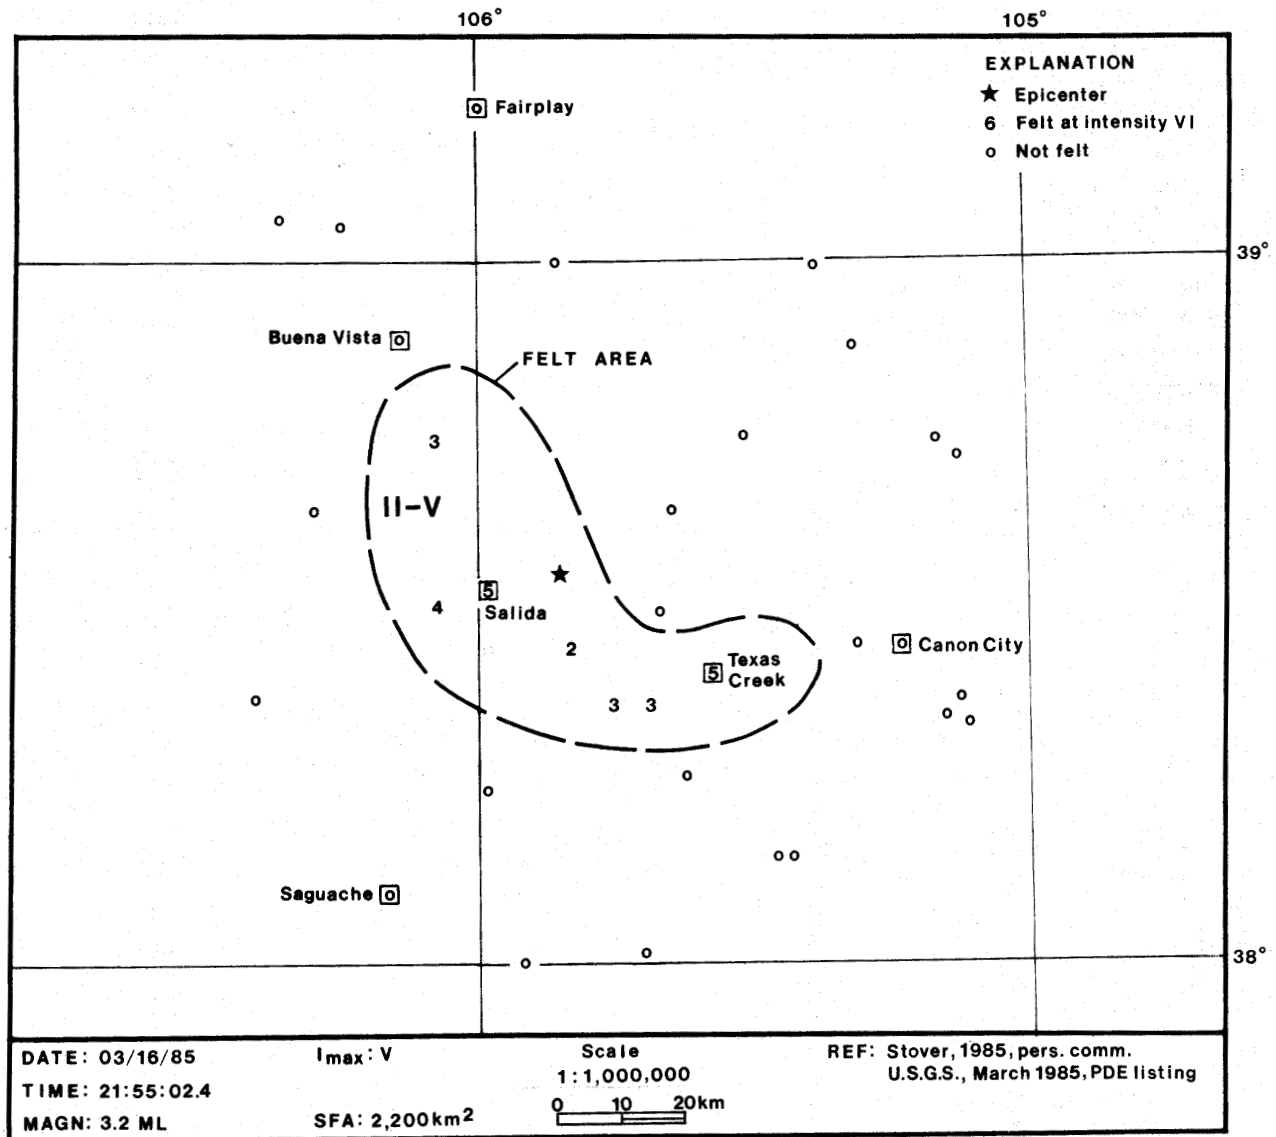 106°
105°
EXPLANATION
★ Epicenter
6 Felt at intensity VI
o Not felt
Fairplay
39°
Buena Vista
FELT AREA
3
II-V
5
Salida
4
2
5
Texas
Creek
Canon City
3 3
Saguache
38°
DATE: 03/16/85
TIME: 21:55:02.4
MAGN: 3.2 ML
Imax: V
SFA: 2,200km2
Scale
1:1,000,000
0 10 20km
REF: Stover, 1985, pers. comm.
U.S.G.S., March 1985, PDE listing